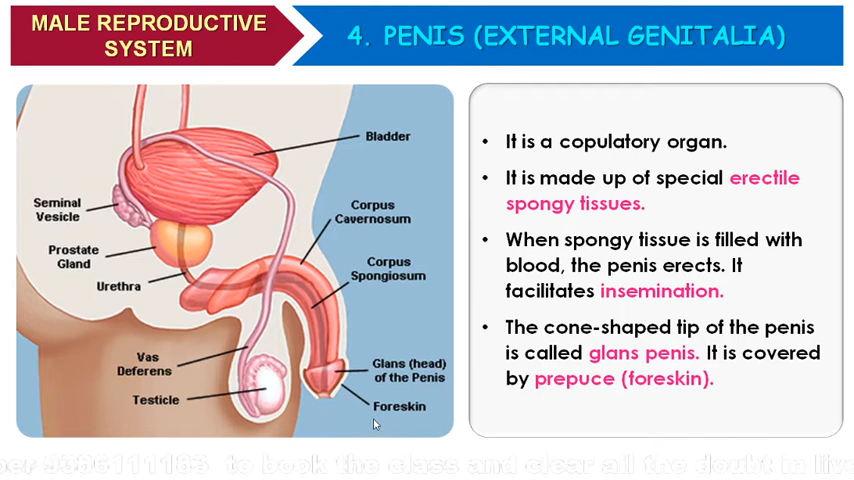 MALE REPRODUCTIVE
SYSTEM
4. PENIS (EXTERNAL GENITALIA)
Bladder
Seminal
Vesicle
Corpus
Cavernosum
Prostate
Gland
Corpus
Spongiosum
Urethra
Vas
Deferens
Glans (head)
of the Penis
Testicle
Foreskin
• It is a copulatory organ.
• It is made up of special erectile
spongy tissues.
• When spongy tissue is filled with
blood, the penis erects. It
facilitates insemination.
• The cone-shaped tip of the penis
is called glans penis. It is covered
by prepuce (foreskin).
to book the class and clear all the doubt in live